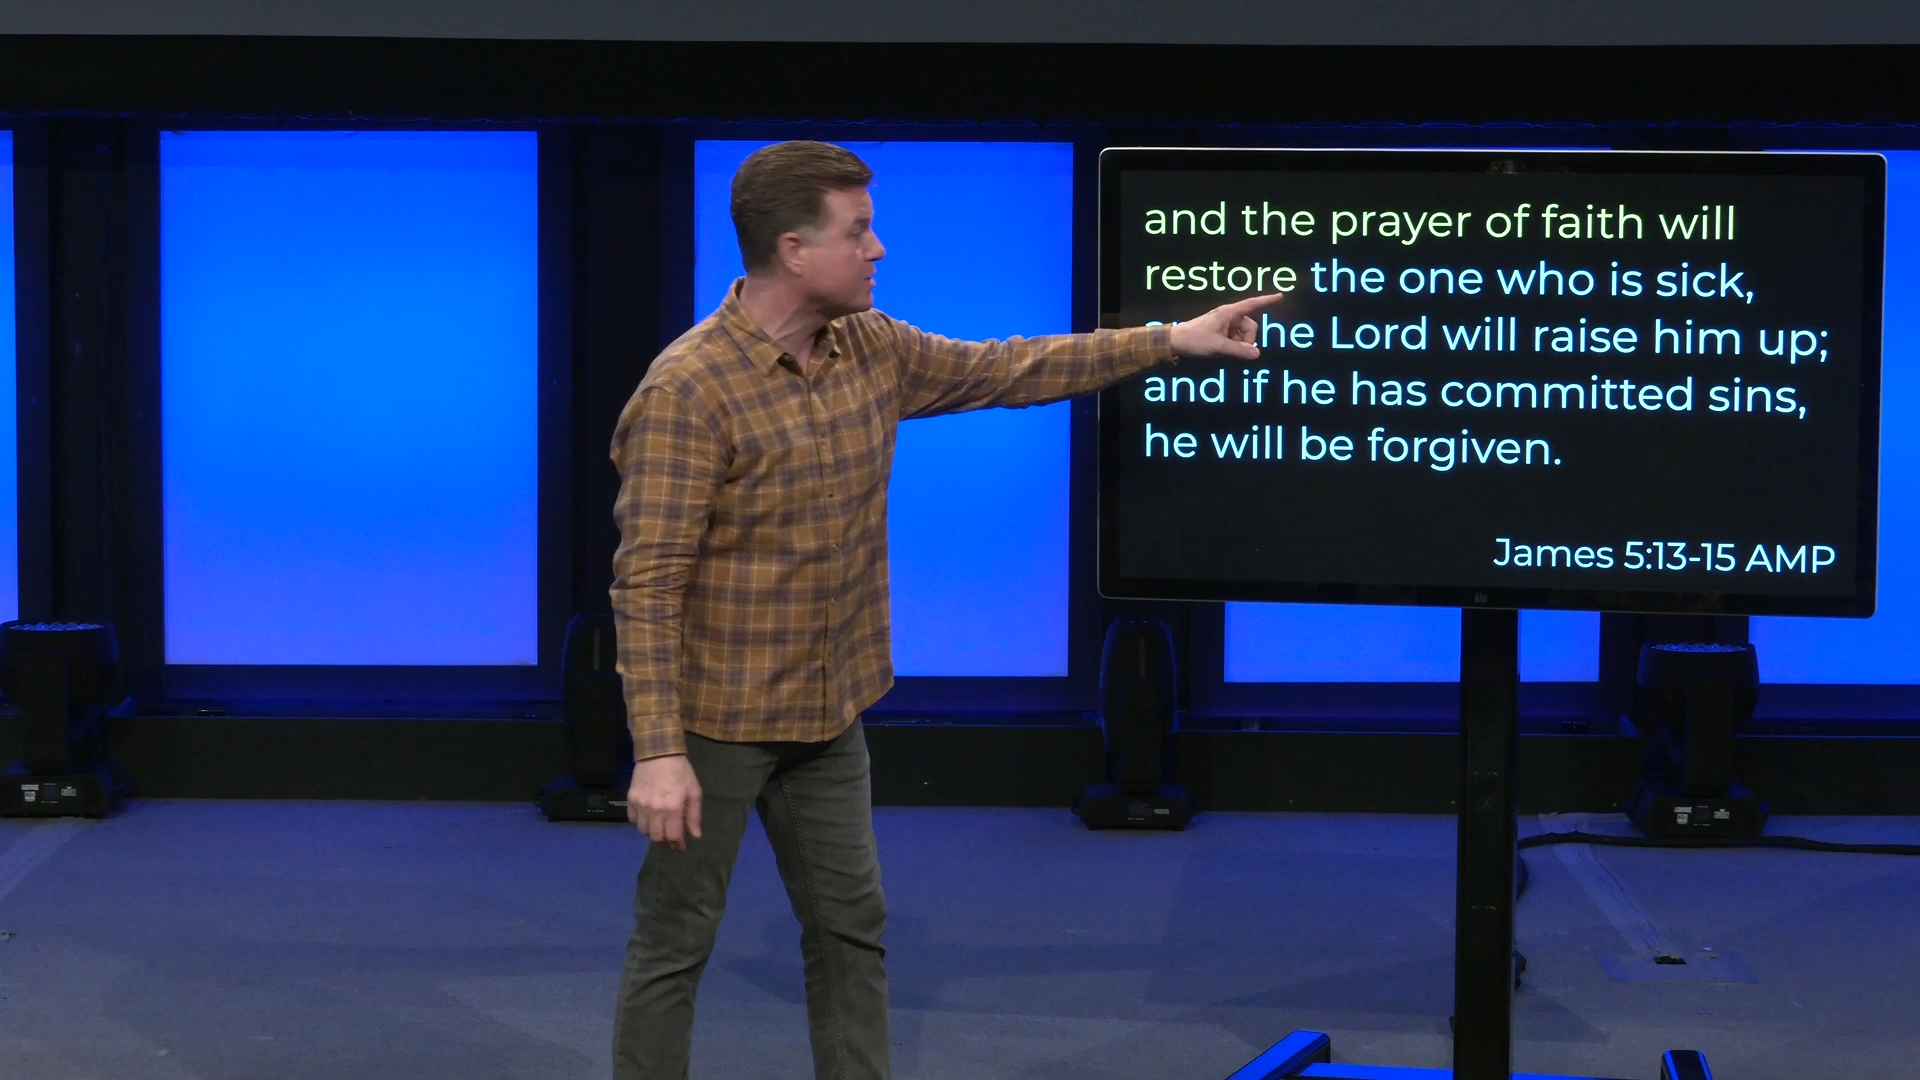 and the prayer of faith will
restore the one who is sick,
the Lord will raise him up;
and if he has committed sins,
he will be forgiven.
James 5:13-15 AMP